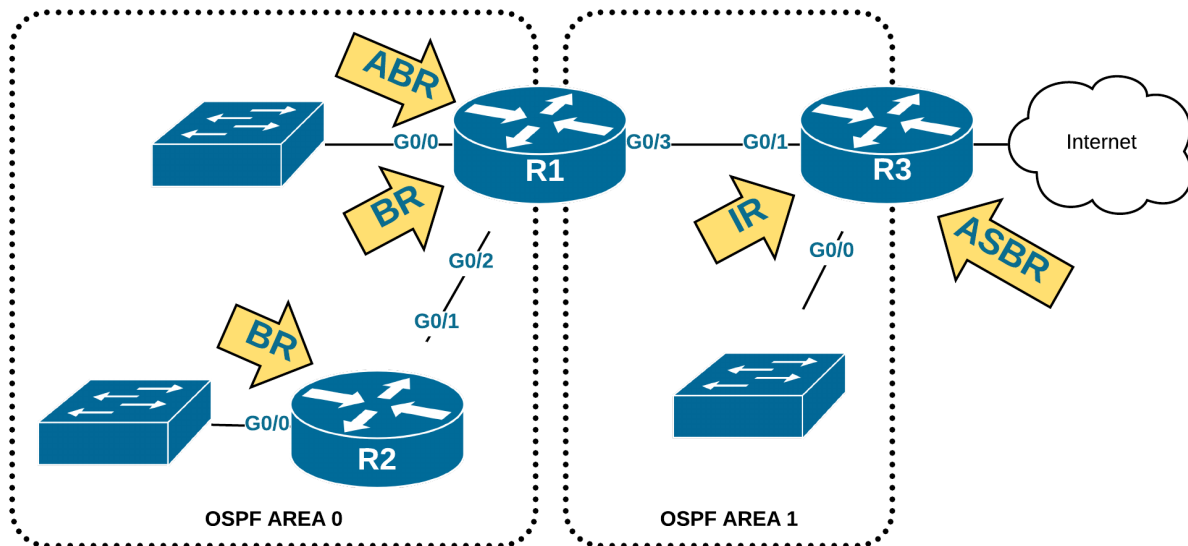 ABR
G0/0
R1
G0/3
G0/1
R3
Internet
BR
IR
ASBR
G0/2
G0/0
G0/1
BR
G0/0
R2
OSPF AREA 0
OSPF AREA 1